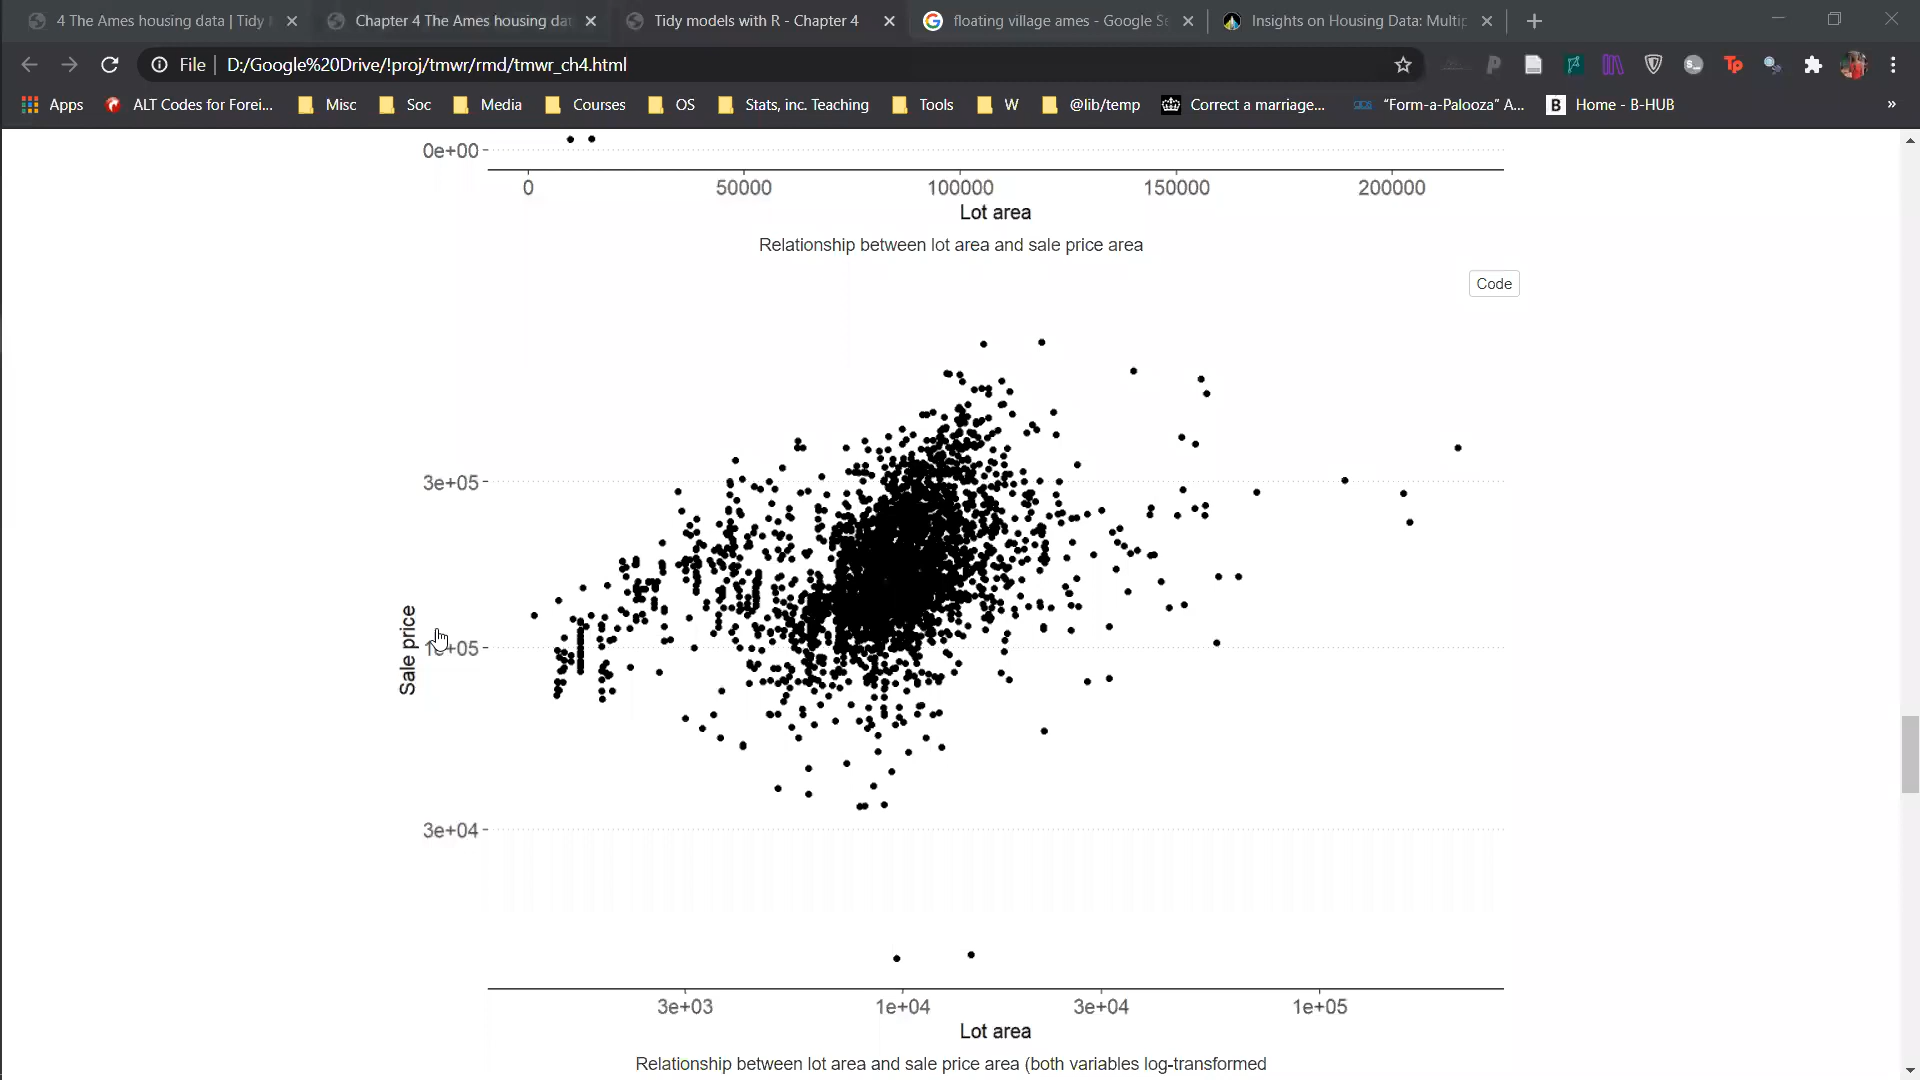 4 The Ames housing data | Tidy
Chapter 4 The Ames housing dat
Tidy models with R - Chapter 4
floating village ames - Google Se
Insights on Housing Data: Multip
File D:/Google%20Drive/!proj/tmwr/rmd/tmwr_ch4.html
Apps ALT Codes for Forei... Misc Soc Media Courses OS Stats, inc. Teaching Tools W @lib/temp Correct a marriage... "Form-a-Palooza" A... B Home - B-HUB »
0e+00
0 50000 100000 150000 200000
Lot area
Relationship between lot area and sale price area
Code
3e+05
Sale price
1e+05
3e+04
3e+03 1e+04 3e+04 1e+05
Lot area
Relationship between lot area and sale price area (both variables log-transformed